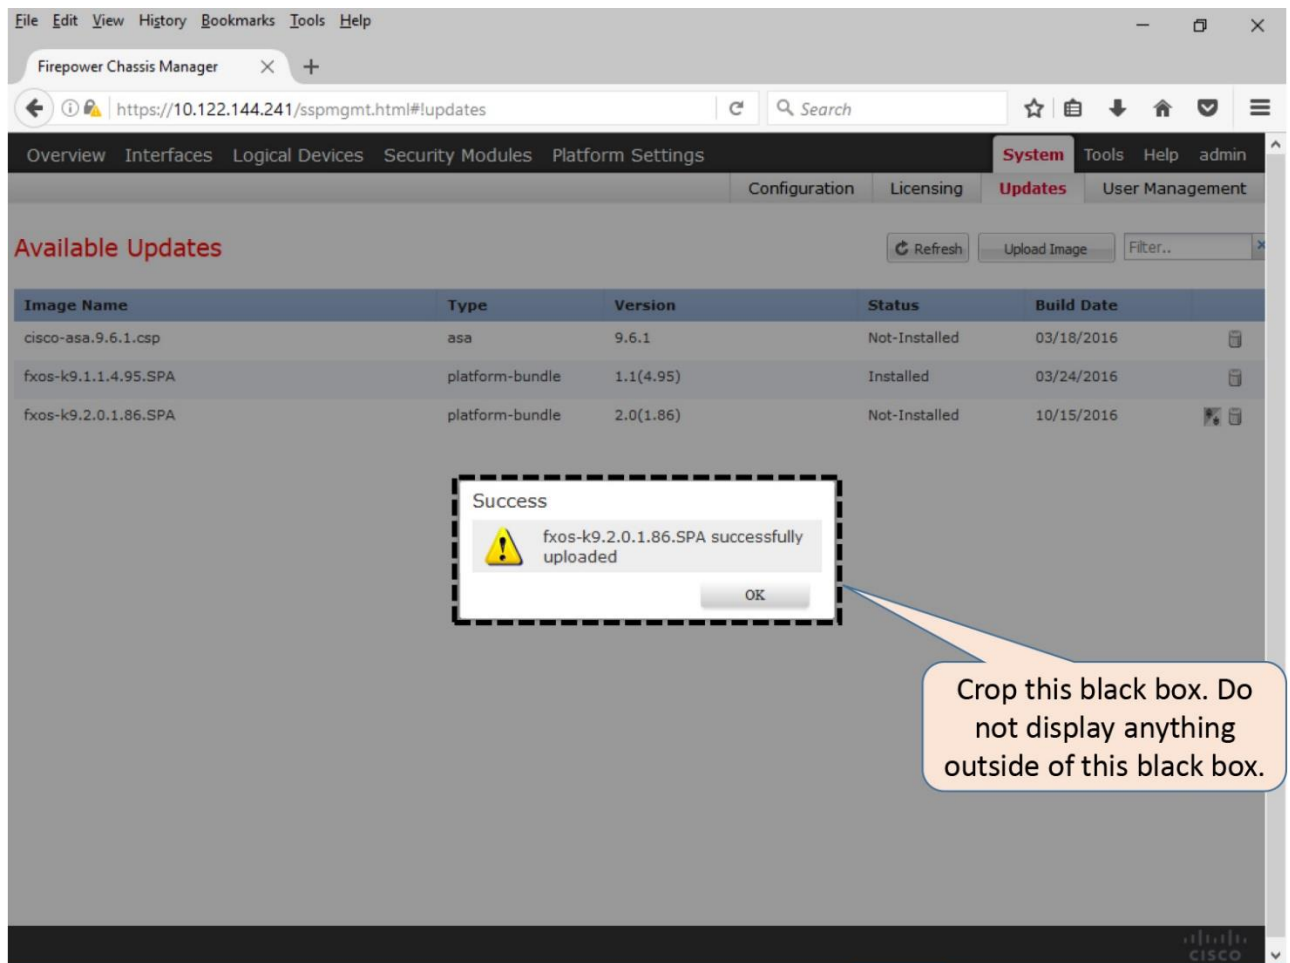 File Edit View History Bookmarks Tools Help
Firepower Chassis Manager
https://10.122.144.241/sspmgmt.html#!updates
Search
Overview Interfaces Logical Devices Security Modules Platform Settings System Tools Help admin
Configuration Licensing Updates User Management
Available Updates
Refresh Upload Image Filter..
Image Name Type Version Status Build Date
cisco-asa.9.6.1.csp asa 9.6.1 Not-Installed 03/18/2016
fxos-k9.1.1.4.95.SPA platform-bundle 1.1(4.95) Installed 03/24/2016
fxos-k9.2.0.1.86.SPA platform-bundle 2.0(1.86) Not-Installed 10/15/2016
Success
fxos-k9.2.0.1.86.SPA successfully
uploaded
OK
Crop this black box. Do
not display anything
outside of this black box.
CISCO